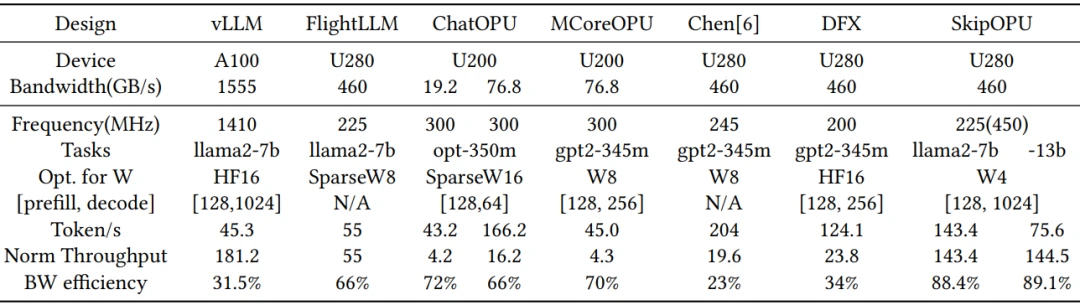 Design vLLM FlightLLM ChatOPU MCoreOPU Chen[6] DFX SkipOPU
Device A100 U280 U200 U200 U280 U280 U280
Bandwidth(GB/s) 1555 460 19.2 76.8 76.8 460 460 460
Frequency(MHz) 1410 225 300 300 300 245 200 225(450)
Tasks llama2-7b llama2-7b opt-350m gpt2-345m gpt2-345m gpt2-345m llama2-7b -13b
Opt. for W HF16 SparseW8 SparseW16 W8 W8 HF16 W4
[prefill, decode] [128,1024] N/A [128,64] [128, 256] N/A [128, 256] [128, 1024]
Token/s 45.3 55 43.2 166.2 45.0 204 124.1 143.4 75.6
Norm Throughput 181.2 55 4.2 16.2 4.3 19.6 23.8 143.4 144.5
BW efficiency 31.5% 66% 72% 66% 70% 23% 34% 88.4% 89.1%